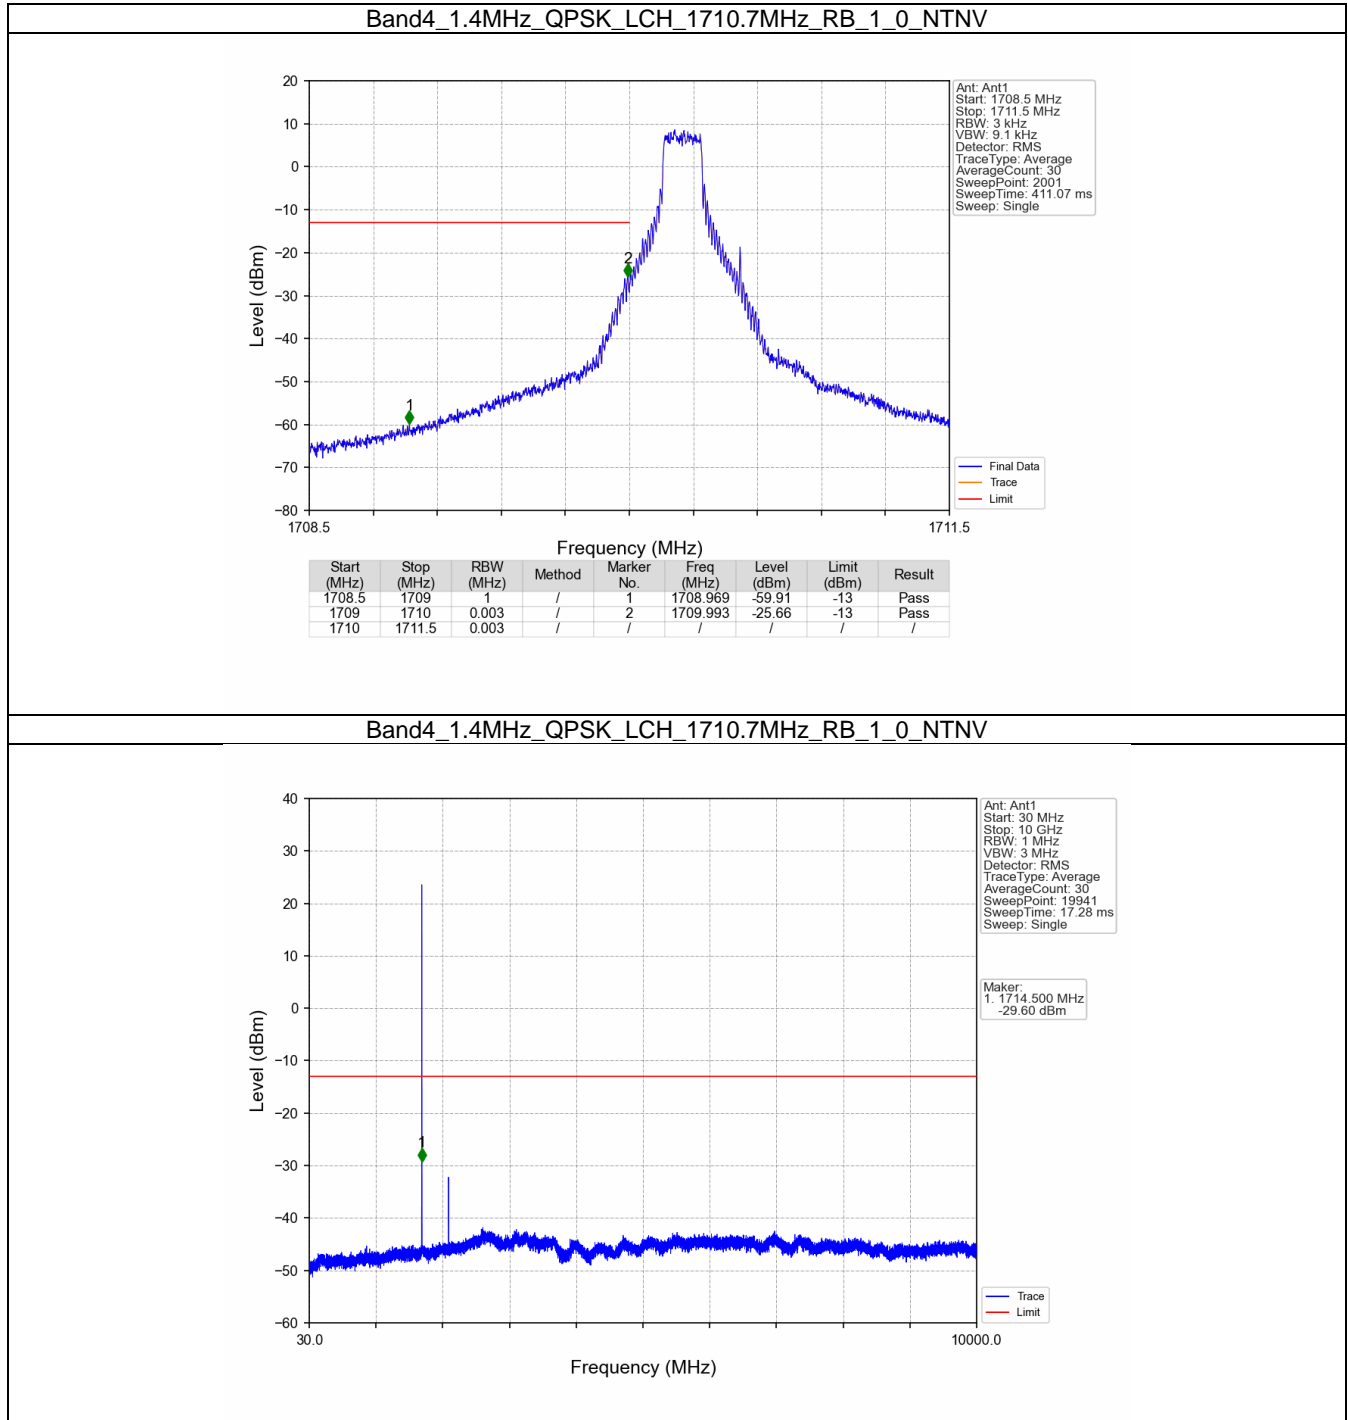 Band4_1.4MHz_QPSK_LCH_1710.7MHz_RB_1_0_NTNV
20
10
0
−10
−20
−30
−40
−50
−60
−70
−80
Level (dBm)
1
2
1708.5
1711.5
Frequency (MHz)
Ant: Ant1
Start: 1708.5 MHz
Stop: 1711.5 MHz
RBW: 3 kHz
VBW: 9.1 kHz
Detector: RMS
TraceType: Average
AverageCount: 30
SweepPoint: 2001
SweepTime: 411.07 ms
Sweep: Single
Final Data
Trace
Limit
Start (MHz) Stop (MHz) RBW (MHz) Method Marker No. Freq (MHz) Level (dBm) Limit (dBm) Result
1708.5 1709 1 / 1 1708.969 -59.91 -13 Pass
1709 1710 0.003 / 2 1709.993 -25.66 -13 Pass
1710 1711.5 0.003 / / / / / /
Band4_1.4MHz_QPSK_LCH_1710.7MHz_RB_1_0_NTNV
40
30
20
10
0
−10
−20
−30
−40
−50
−60
Level (dBm)
1
30.0
10000.0
Frequency (MHz)
Ant: Ant1
Start: 30 MHz
Stop: 10 GHz
RBW: 1 MHz
VBW: 3 MHz
Detector: RMS
TraceType: Average
AverageCount: 30
SweepPoint: 19941
SweepTime: 17.28 ms
Sweep: Single
Maker:
1. 1714.500 MHz
-29.60 dBm
Trace
Limit